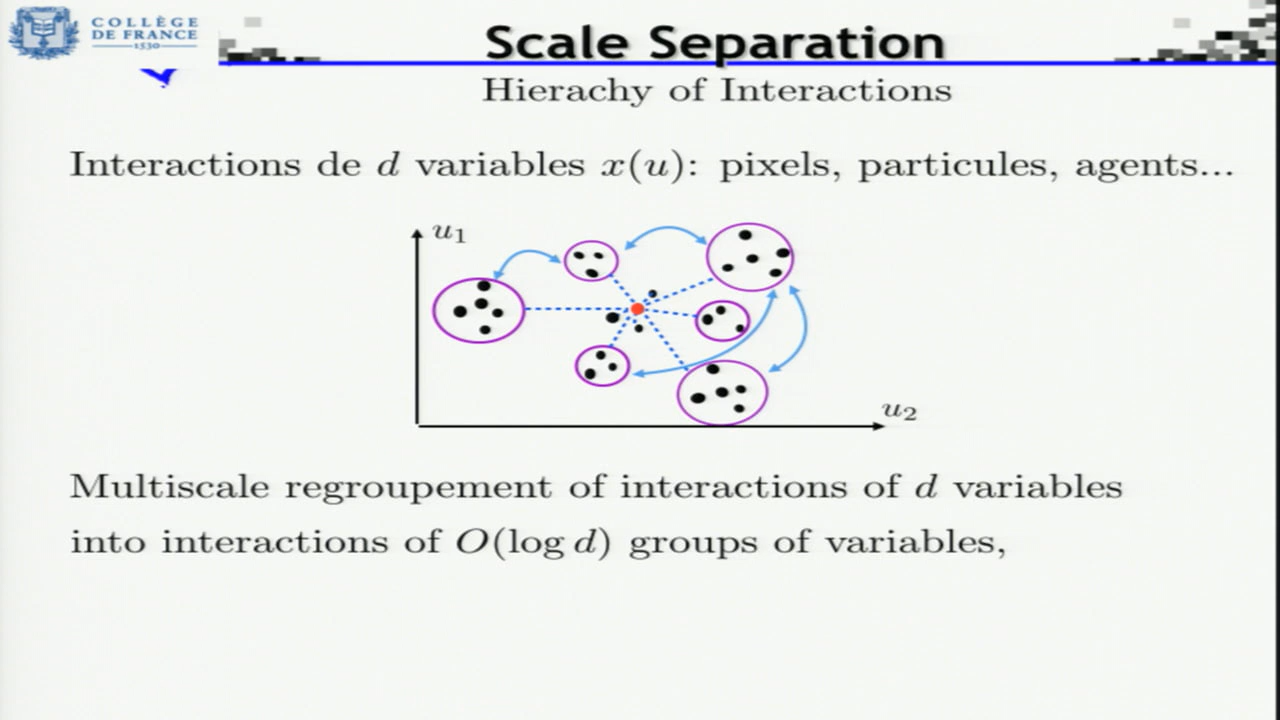 COLLÈGE
DE FRANCE
1530
Scale Separation
Hierachy of Interactions
Interactions de d variables x(u): pixels, particules, agents...
u1
u2
Multiscale regroupement of interactions of d variables
into interactions of O(log d) groups of variables,